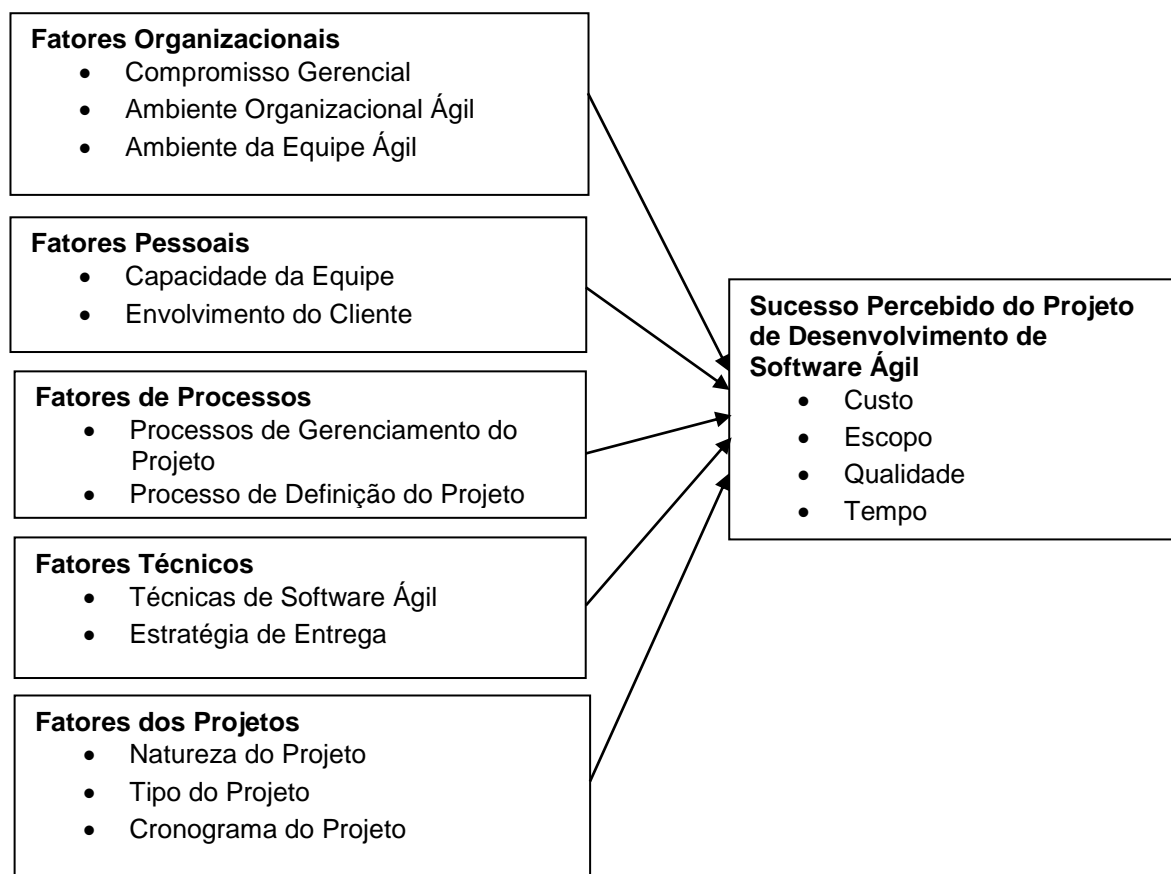 Fatores Organizacionais
• Compromisso Gerencial
• Ambiente Organizacional Ágil
• Ambiente da Equipe Ágil
Fatores Pessoais
• Capacidade da Equipe
• Envolvimento do Cliente
Fatores de Processos
• Processos de Gerenciamento do
Projeto
• Processo de Definição do Projeto
Fatores Técnicos
• Técnicas de Software Ágil
• Estratégia de Entrega
Fatores dos Projetos
• Natureza do Projeto
• Tipo do Projeto
• Cronograma do Projeto
Sucesso Percebido do Projeto
de Desenvolvimento de
Software Ágil
• Custo
• Escopo
• Qualidade
• Tempo